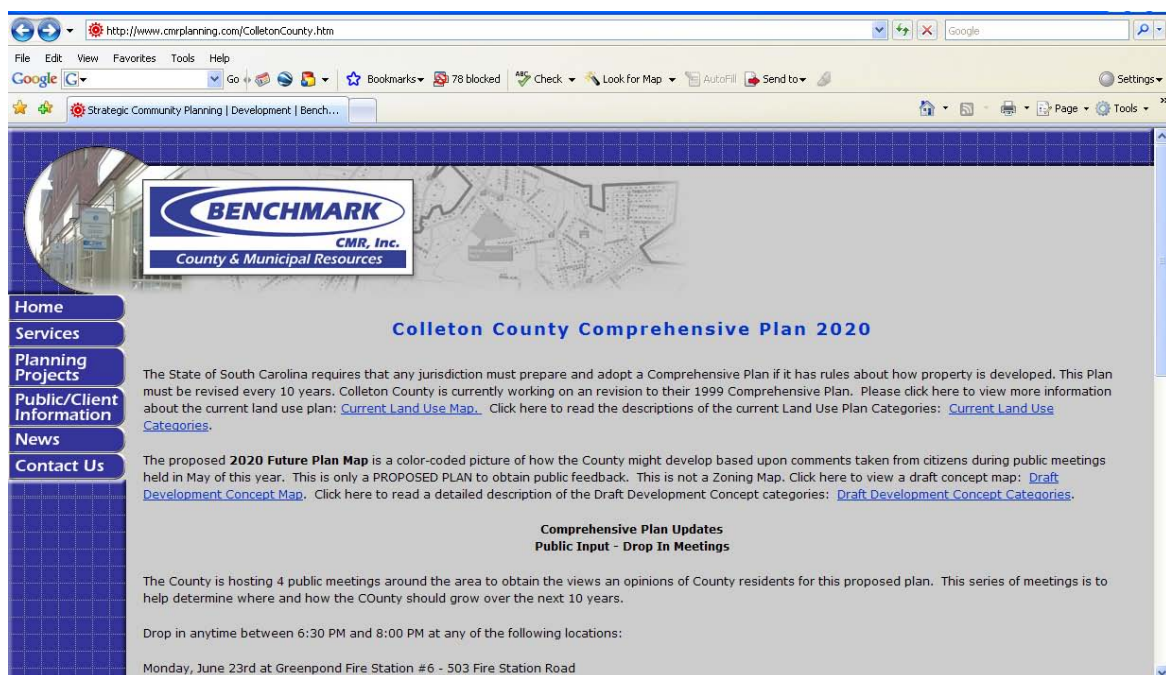 http://www.cmrplanning.com/ColletonCounty.htm
Google
File Edit View Favorites Tools Help
Google G Go Bookmarks 78 blocked ABC Check Look for Map AutoFill Send to Settings
Strategic Community Planning | Development | Bench... Page Tools »
BENCHMARK
CMR, Inc.
County & Municipal Resources
Home
Services
Planning
Projects
Public/Client
Information
News
Contact Us
Colleton County Comprehensive Plan 2020
The State of South Carolina requires that any jurisdiction must prepare and adopt a Comprehensive Plan if it has rules about how property is developed. This Plan
must be revised every 10 years. Colleton County is currently working on an revision to their 1999 Comprehensive Plan. Please click here to view more information
about the current land use plan: Current Land Use Map. Click here to read the descriptions of the current Land Use Plan Categories: Current Land Use
Categories.
The proposed 2020 Future Plan Map is a color-coded picture of how the County might develop based upon comments taken from citizens during public meetings
held in May of this year. This is only a PROPOSED PLAN to obtain public feedback. This is not a Zoning Map. Click here to view a draft concept map: Draft
Development Concept Map. Click here to read a detailed description of the Draft Development Concept categories: Draft Development Concept Categories.
Comprehensive Plan Updates
Public Input - Drop In Meetings
The County is hosting 4 public meetings around the area to obtain the views an opinions of County residents for this proposed plan. This series of meetings is to
help determine where and how the COunty should grow over the next 10 years.
Drop in anytime between 6:30 PM and 8:00 PM at any of the following locations:
Monday, June 23rd at Greenpond Fire Station #6 - 503 Fire Station Road